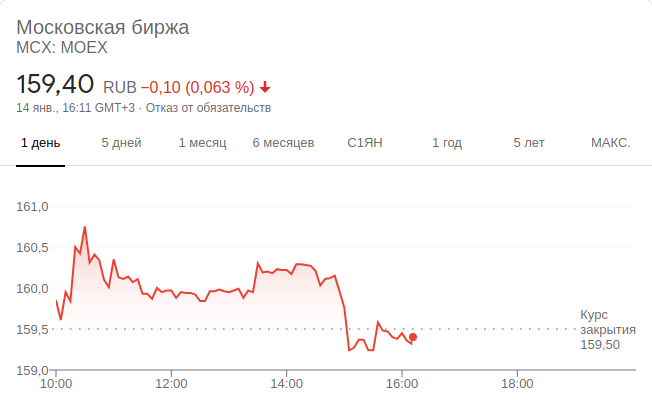 Московская биржа
MCX: MOEX
159,40 RUB −0,10 (0,063 %)
14 янв., 16:11 GMT+3 · Отказ от обязательств
1 день 5 дней 1 месяц 6 месяцев С1ЯН 1 год 5 лет МАКС.
161,0
160,5
160,0
159,5
159,0
Курс
закрытия
159,50
10:00 12:00 14:00 16:00 18:00